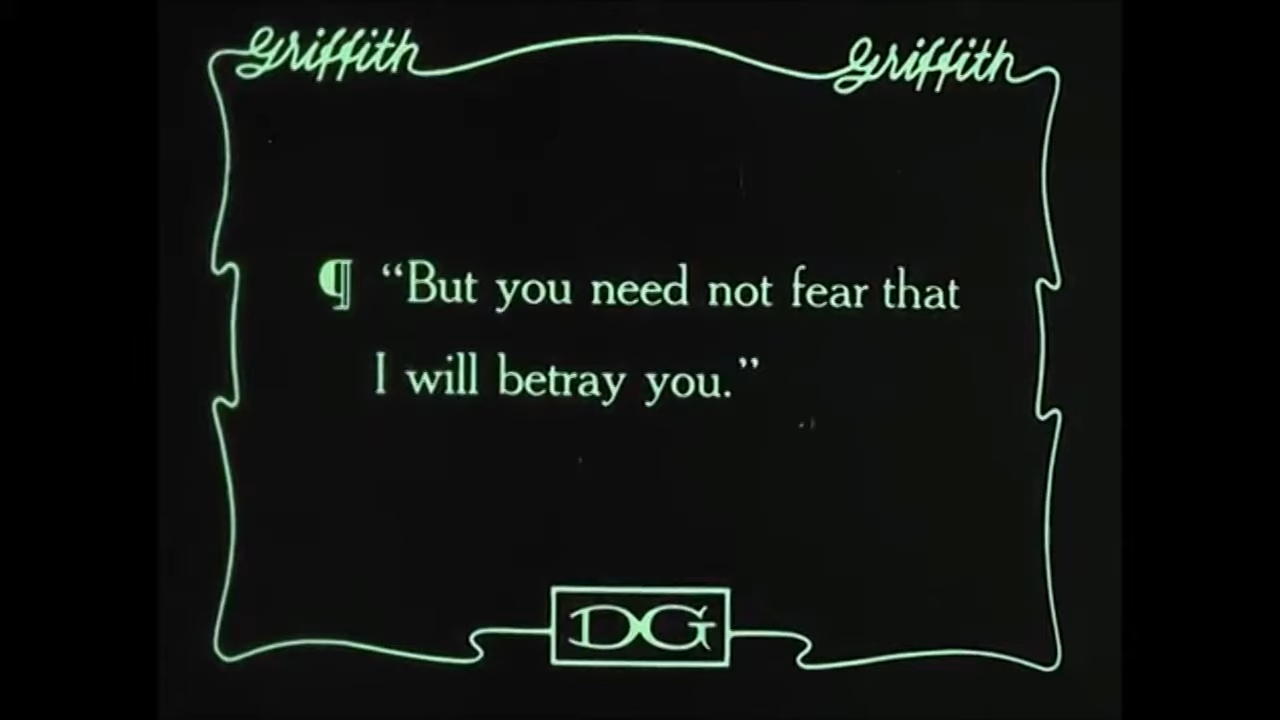 Griffith Griffith
¶ “But you need not fear that
I will betray you.”
DG